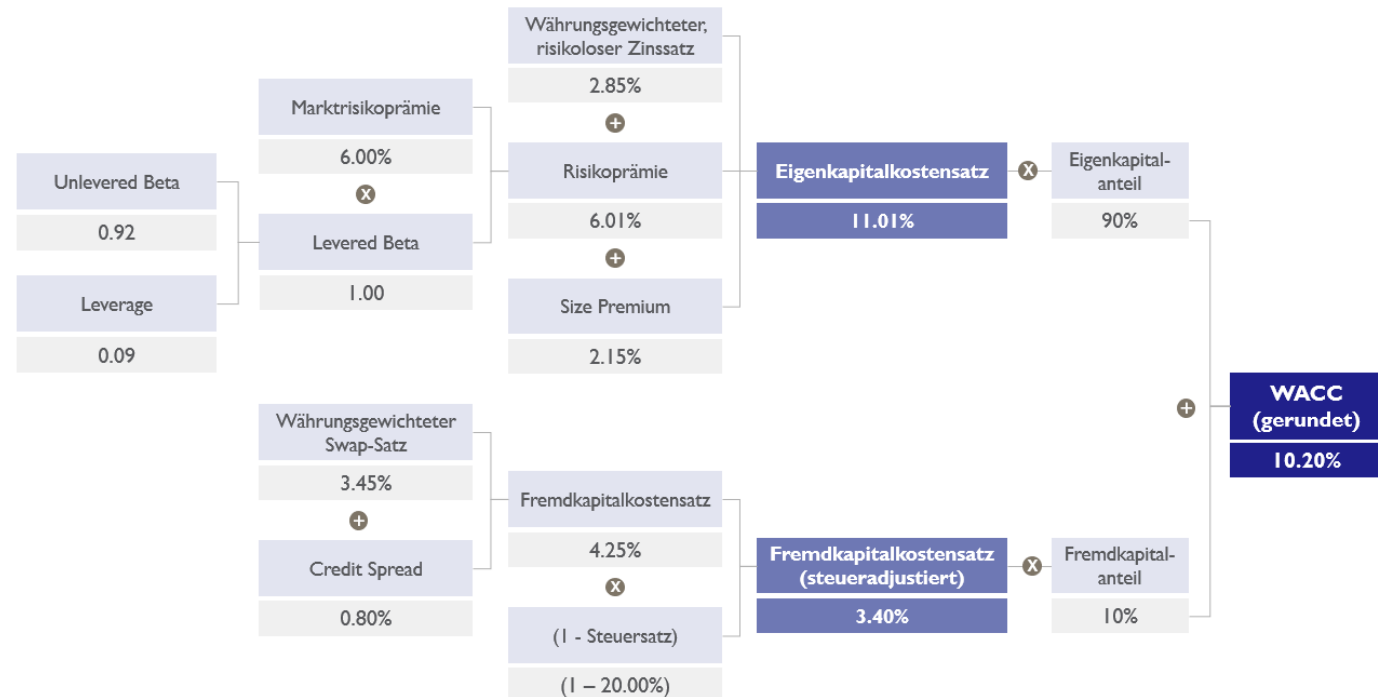 Unlevered Beta
0.92
Leverage
0.09
Marktrisikoprämie
6.00%
x
Levered Beta
1.00
Währungsgewichteter,
risikoloser Zinssatz
2.85%
+
Risikoprämie
6.01%
+
Size Premium
2.15%
Eigenkapitalkostensatz
11.01%
x
Eigenkapital-
anteil
90%
Währungsgewichteter
Swap-Satz
3.45%
+
Credit Spread
0.80%
Fremdkapitalkostensatz
4.25%
x
(1 - Steuersatz)
(1 – 20.00%)
Fremdkapitalkostensatz
(steueradjustiert)
3.40%
x
Fremdkapital-
anteil
10%
+
WACC
(gerundet)
10.20%